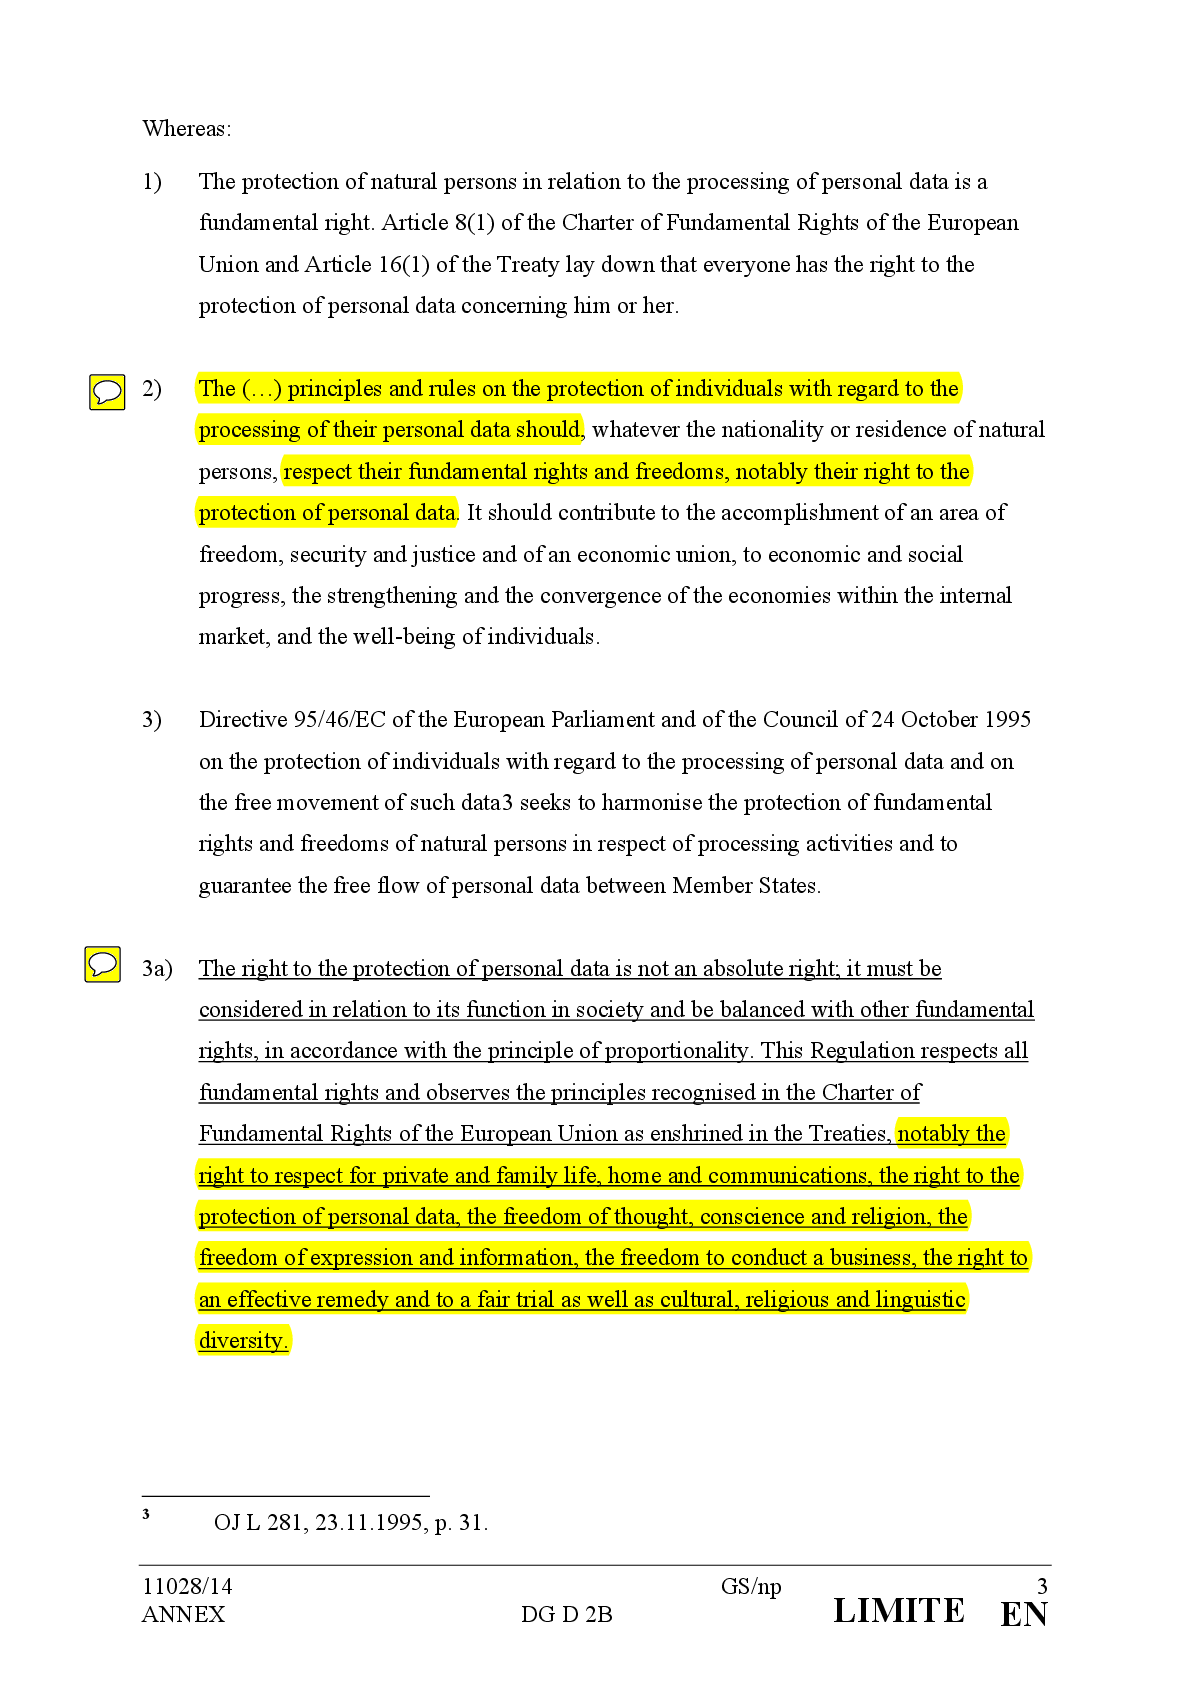 Whereas:
1) The protection of natural persons in relation to the processing of personal data is a
fundamental right. Article 8(1) of the Charter of Fundamental Rights of the European
Union and Article 16(1) of the Treaty lay down that everyone has the right to the
protection of personal data concerning him or her.
2) The (…) principles and rules on the protection of individuals with regard to the
processing of their personal data should, whatever the nationality or residence of natural
persons, respect their fundamental rights and freedoms, notably their right to the
protection of personal data. It should contribute to the accomplishment of an area of
freedom, security and justice and of an economic union, to economic and social
progress, the strengthening and the convergence of the economies within the internal
market, and the well-being of individuals.
3) Directive 95/46/EC of the European Parliament and of the Council of 24 October 1995
on the protection of individuals with regard to the processing of personal data and on
the free movement of such data3 seeks to harmonise the protection of fundamental
rights and freedoms of natural persons in respect of processing activities and to
guarantee the free flow of personal data between Member States.
3a) The right to the protection of personal data is not an absolute right; it must be
considered in relation to its function in society and be balanced with other fundamental
rights, in accordance with the principle of proportionality. This Regulation respects all
fundamental rights and observes the principles recognised in the Charter of
Fundamental Rights of the European Union as enshrined in the Treaties, notably the
right to respect for private and family life, home and communications, the right to the
protection of personal data, the freedom of thought, conscience and religion, the
freedom of expression and information, the freedom to conduct a business, the right to
an effective remedy and to a fair trial as well as cultural, religious and linguistic
diversity.
3 OJ L 281, 23.11.1995, p. 31.
11028/14 GS/np 3
ANNEX DG D 2B LIMITE EN